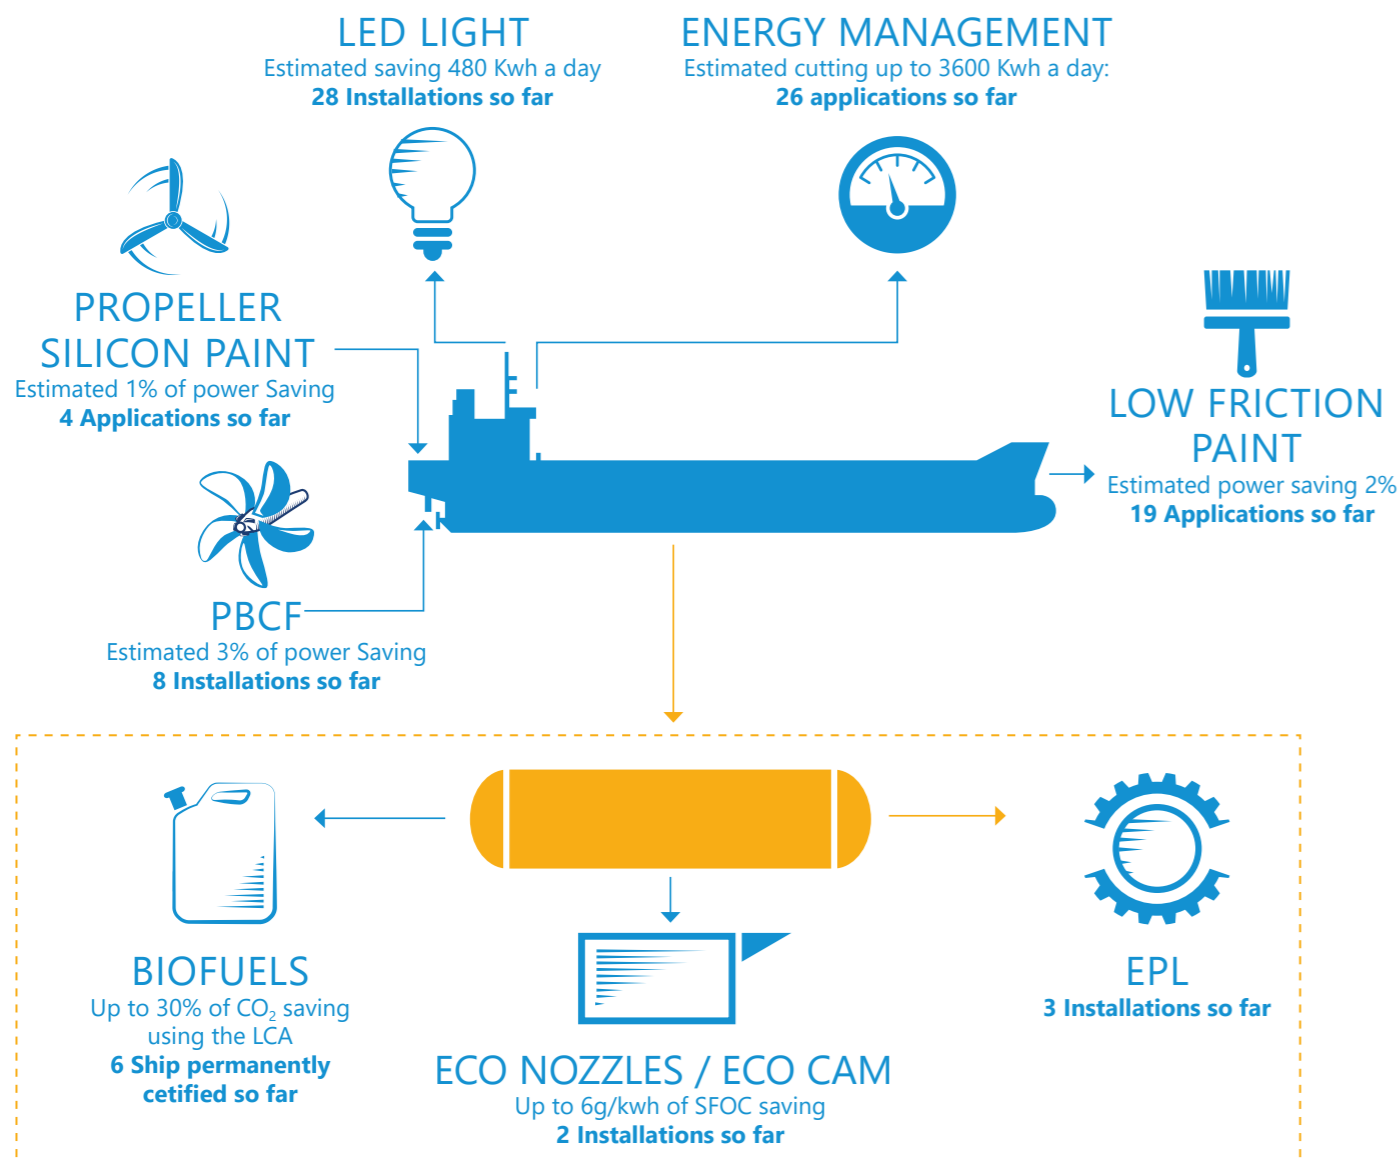 LED LIGHT
Estimated saving 480 Kwh a day
28 Installations so far
ENERGY MANAGEMENT
Estimated cutting up to 3600 Kwh a day:
26 applications so far
PROPELLER
SILICON PAINT
Estimated 1% of power Saving
4 Applications so far
LOW FRICTION
PAINT
Estimated power saving 2%
19 Applications so far
PBCF
Estimated 3% of power Saving
8 Installations so far
BIOFUELS
Up to 30% of CO₂ saving
using the LCA
6 Ship permanently
cetified so far
ECO NOZZLES / ECO CAM
Up to 6g/kwh of SFOC saving
2 Installations so far
EPL
3 Installations so far